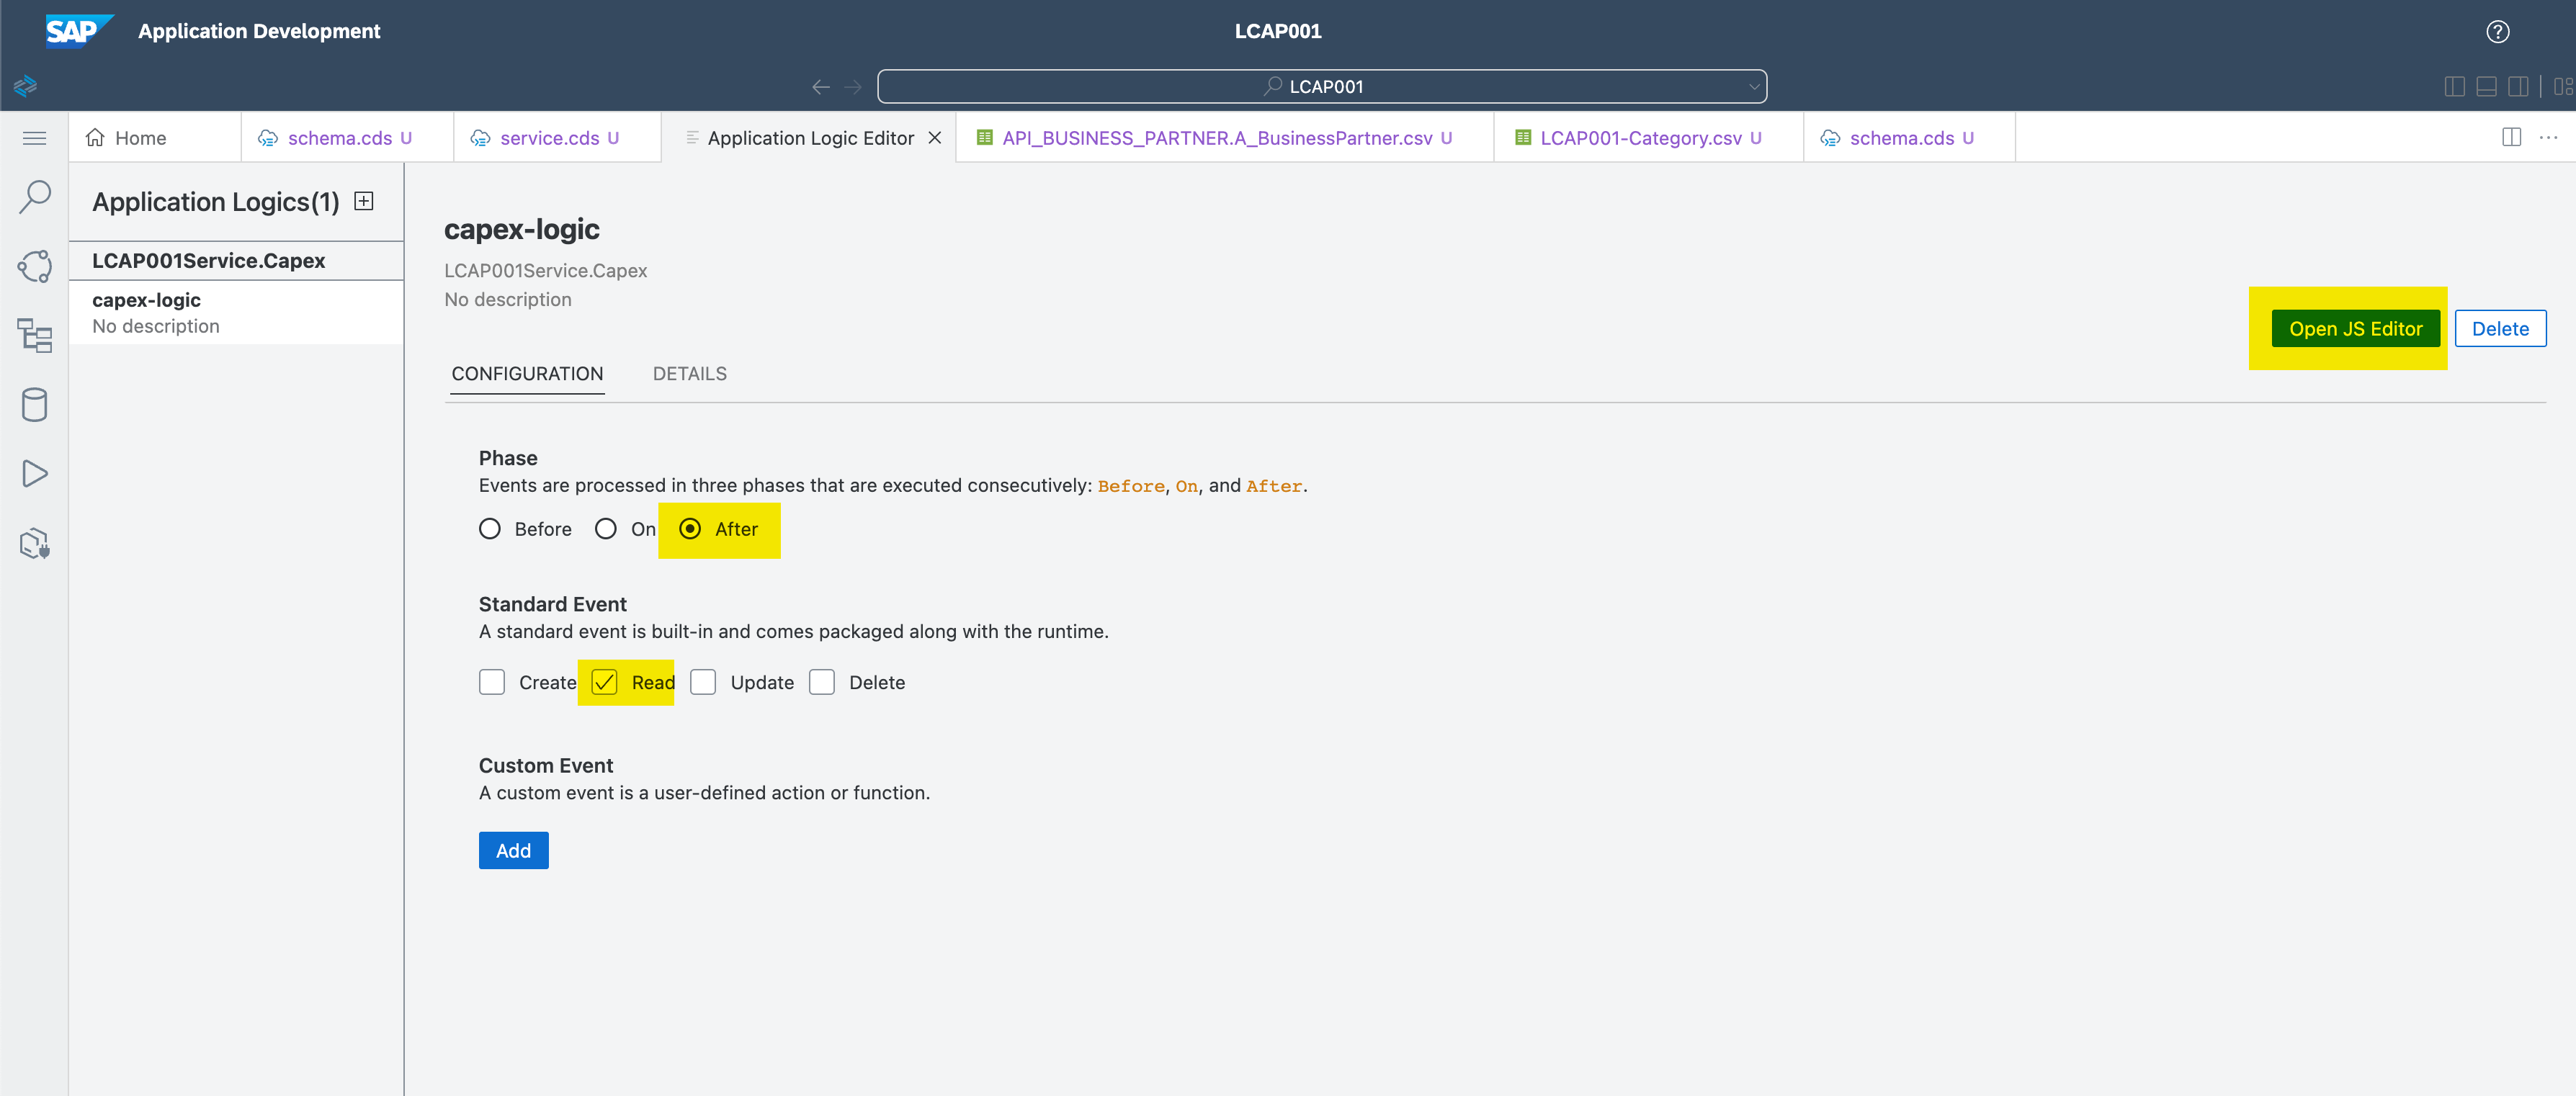 SAP Application Development
LCAP001
LCAP001
Home
schema.cds U
service.cds U
Application Logic Editor
API_BUSINESS_PARTNER.A_BusinessPartner.csv U
LCAP001-Category.csv U
schema.cds U
Application Logics(1)
LCAP001Service.Capex
capex-logic
No description
capex-logic
LCAP001Service.Capex
No description
Open JS Editor
Delete
CONFIGURATION
DETAILS
Phase
Events are processed in three phases that are executed consecutively: Before, On, and After.
Before On After
Standard Event
A standard event is built-in and comes packaged along with the runtime.
Create Read Update Delete
Custom Event
A custom event is a user-defined action or function.
Add